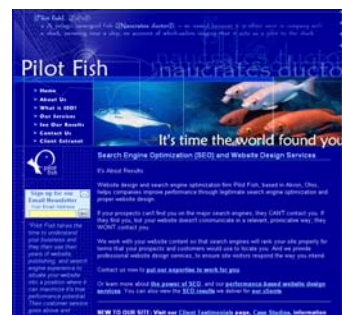 (Pilot fish), (Ducto)
Pilot Fish
naucrates ducto
> Home
> About Us
> What is SEO?
> Our Services
> See Our Results
> Contact Us
> Client Extranet
pilot
fish
It's time the world found you
Search Engine Optimization (SEO) and Website Design Services
It's About Results
Website design and search engine optimization firm Pilot Fish, based in Akron, Ohio,
helps companies improve performance through legitimate search engine optimization and
proper website design.
If your prospects can't find you on the major search engines, they CAN'T contact you. If
they find you, but your website doesn't communicate in a relevant, provocative way, they
WON'T contact you.
We work with your website content so that search engines will rank your site properly for
terms that your prospects and customers would use to locate you. And we provide
professional website design services, to ensure site visitors respond the way you intend.
Contact us now to put our expertise to work for you.
Or learn more about the power of SEO, and our performance-based website design
services. You can also view the SEO results we deliver for our clients.
NEW TO OUR SITE: Visit our Client Testimonials page, Case Studies, information
Sign up for our
Email Newsletter
Your Email Address
"Pilot Fish takes the
time to understand
your business and
they then use their
years of website,
publishing, and search
engine experience to
situate your website
into a position where it
can maximize it's true
performance potential.
Their customer service
goes above and